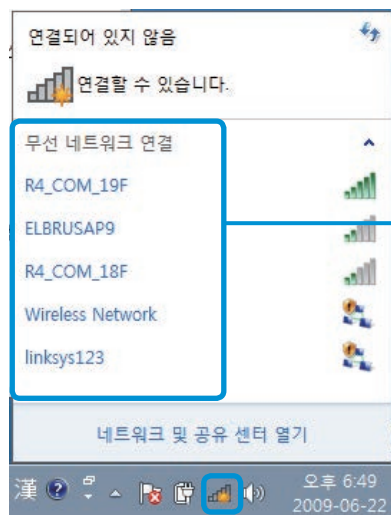 연결되어 있지 않음
연결할 수 있습니다.
무선 네트워크 연결
R4_COM_19F
ELBRUSAP9
R4_COM_18F
Wireless Network
linksys123
네트워크 및 공유 센터 열기
漢
오후 6:49
2009-06-22